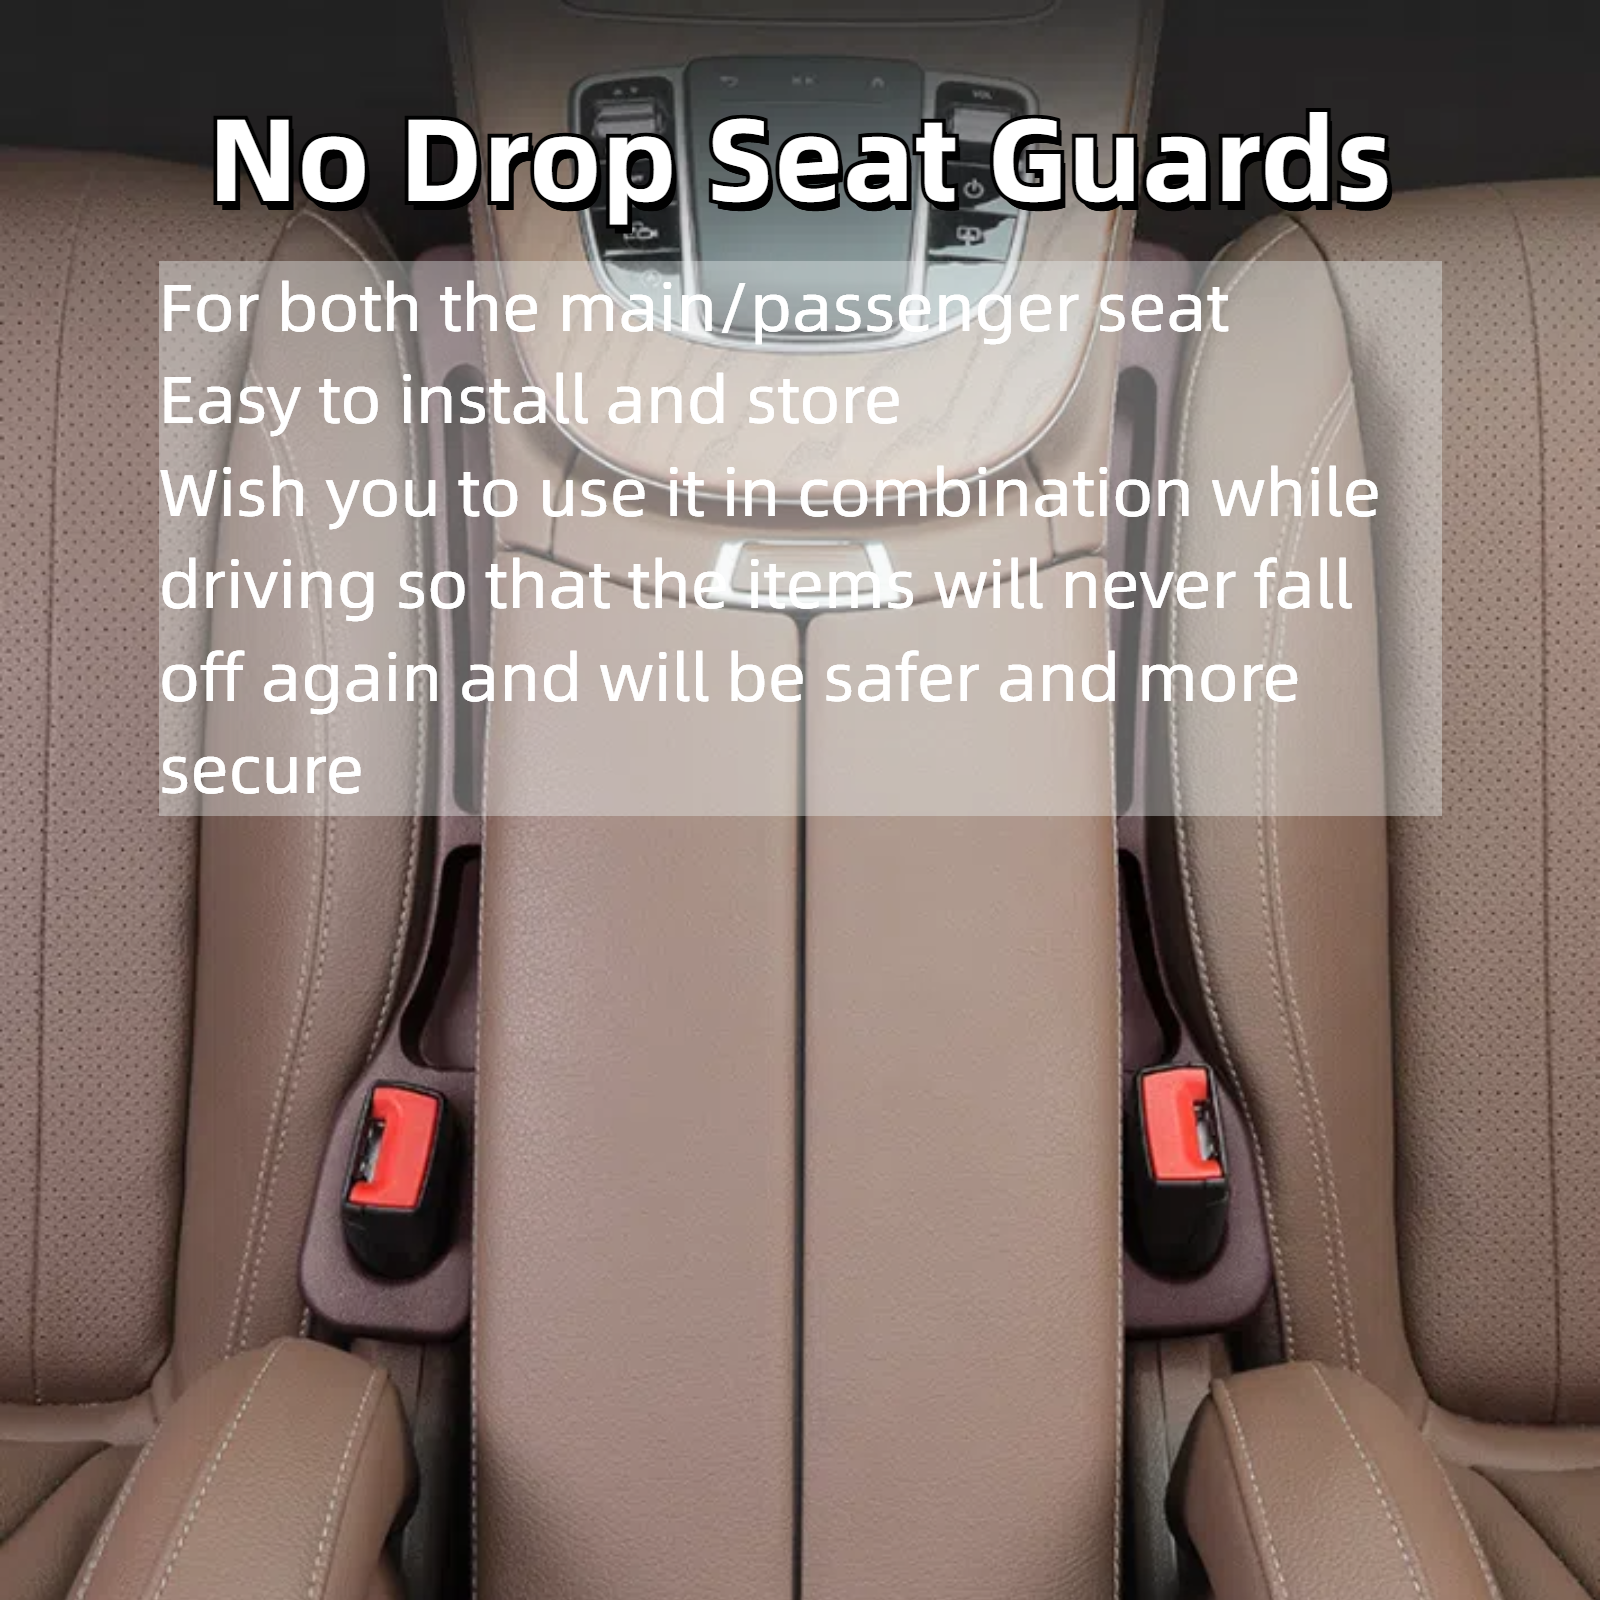 No Drop Seat Guards
For both the main/passenger seat
Easy to install and store
Wish you to use it in combination while
driving so that the items will never fall
off again and will be safer and more
secure